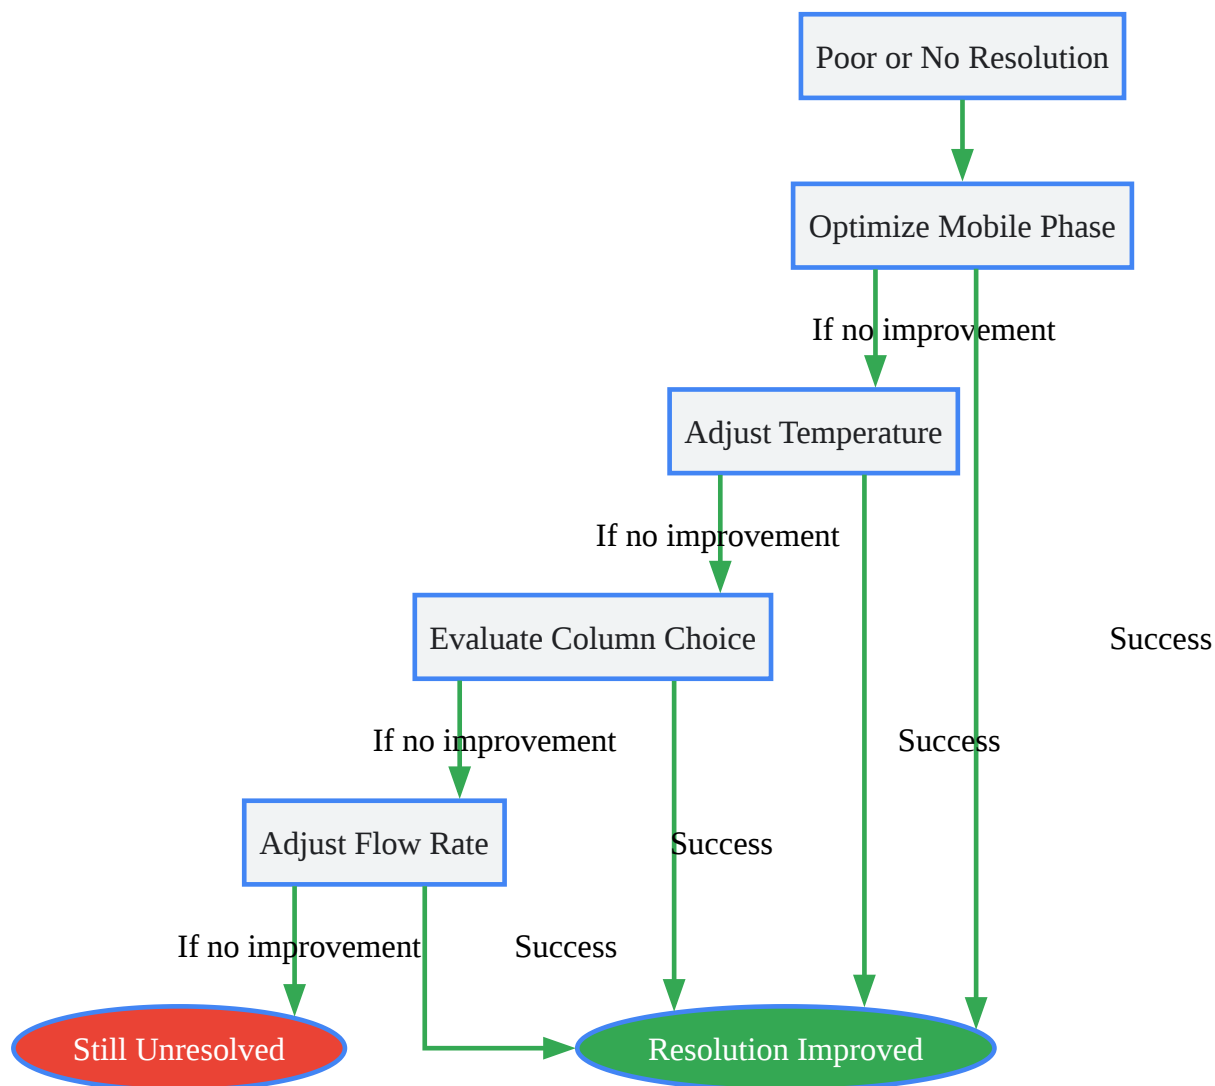 Poor or No Resolution
Optimize Mobile Phase
If no improvement
Adjust Temperature
If no improvement
Evaluate Column Choice
Success
If no improvement
Success
Adjust Flow Rate
Success
If no improvement
Success
Still Unresolved
Resolution Improved